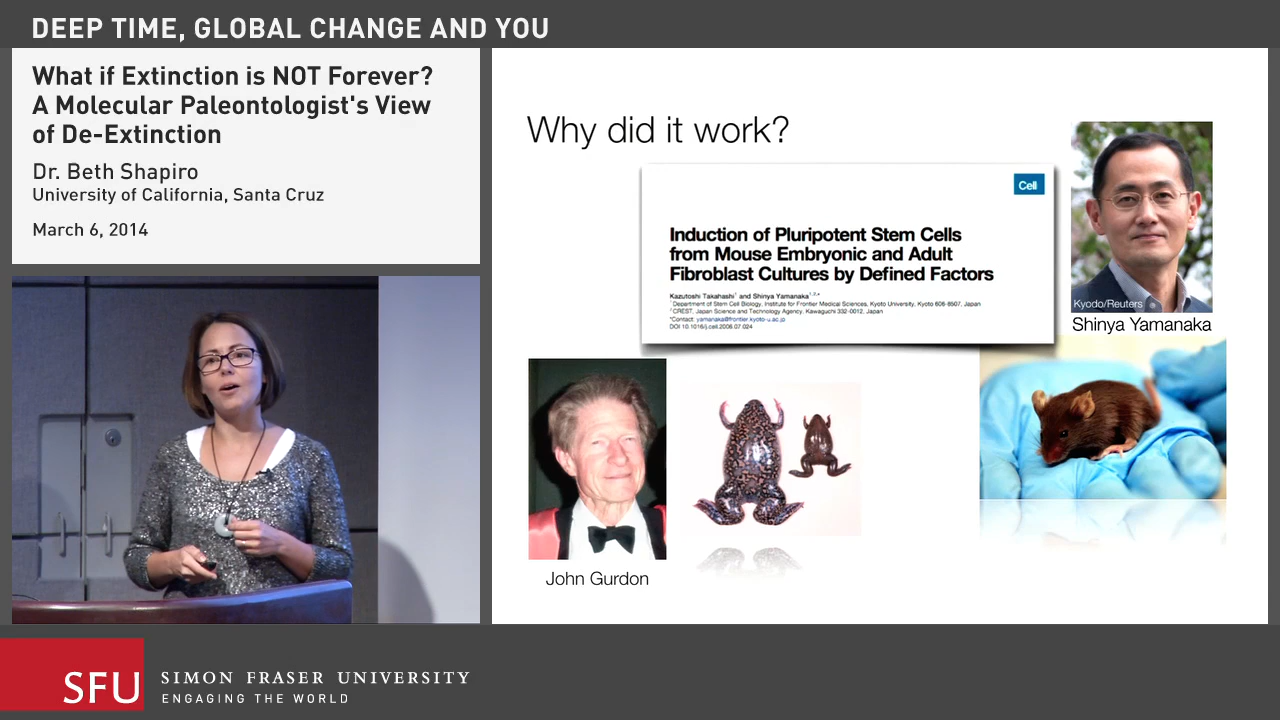 DEEP TIME, GLOBAL CHANGE AND YOU
What if Extinction is NOT Forever?
A Molecular Paleontologist's View
of De-Extinction
Dr. Beth Shapiro
University of California, Santa Cruz
March 6, 2014
Why did it work?
Cell
Induction of Pluripotent Stem Cells
from Mouse Embryonic and Adult
Fibroblast Cultures by Defined Factors
Kazutoshi Takahashi¹ and Shinya Yamanaka¹,²,*
¹Department of Stem Cell Biology, Institute for Frontier Medical Sciences, Kyoto University, Kyoto 606-8507, Japan
²CREST, Japan Science and Technology Agency, Kawaguchi 332-0012, Japan
*Contact: yamanaka@frontier.kyoto-u.ac.jp
DOI 10.1016/j.cell.2006.07.024
Kyodo/Reuters
Shinya Yamanaka
John Gurdon
SFU
SIMON FRASER UNIVERSITY
ENGAGING THE WORLD